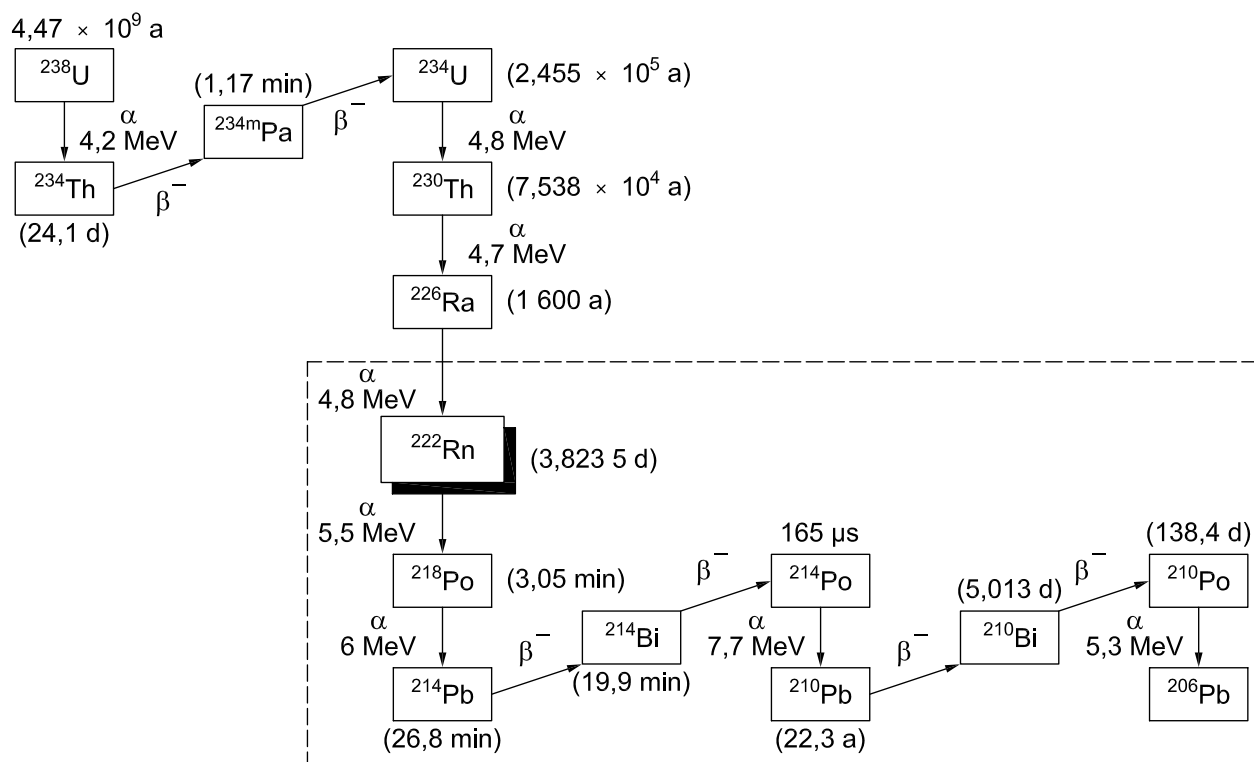 4,47 × 10⁹ a
²³⁸U
α
4,2 MeV
²³⁴Th
(24,1 d)
β⁻
(1,17 min)
²³⁴ᵐPa
β⁻
²³⁴U
(2,455 × 10⁵ a)
α
4,8 MeV
²³⁰Th
(7,538 × 10⁴ a)
α
4,7 MeV
²²⁶Ra
(1 600 a)
α
4,8 MeV
²²²Rn
(3,823 5 d)
α
5,5 MeV
²¹⁸Po
(3,05 min)
α
6 MeV
²¹⁴Pb
(26,8 min)
β⁻
²¹⁴Bi
(19,9 min)
β⁻
165 µs
²¹⁴Po
α
7,7 MeV
²¹⁰Pb
(22,3 a)
β⁻
(5,013 d)
²¹⁰Bi
β⁻
(138,4 d)
²¹⁰Po
α
5,3 MeV
²⁰⁶Pb